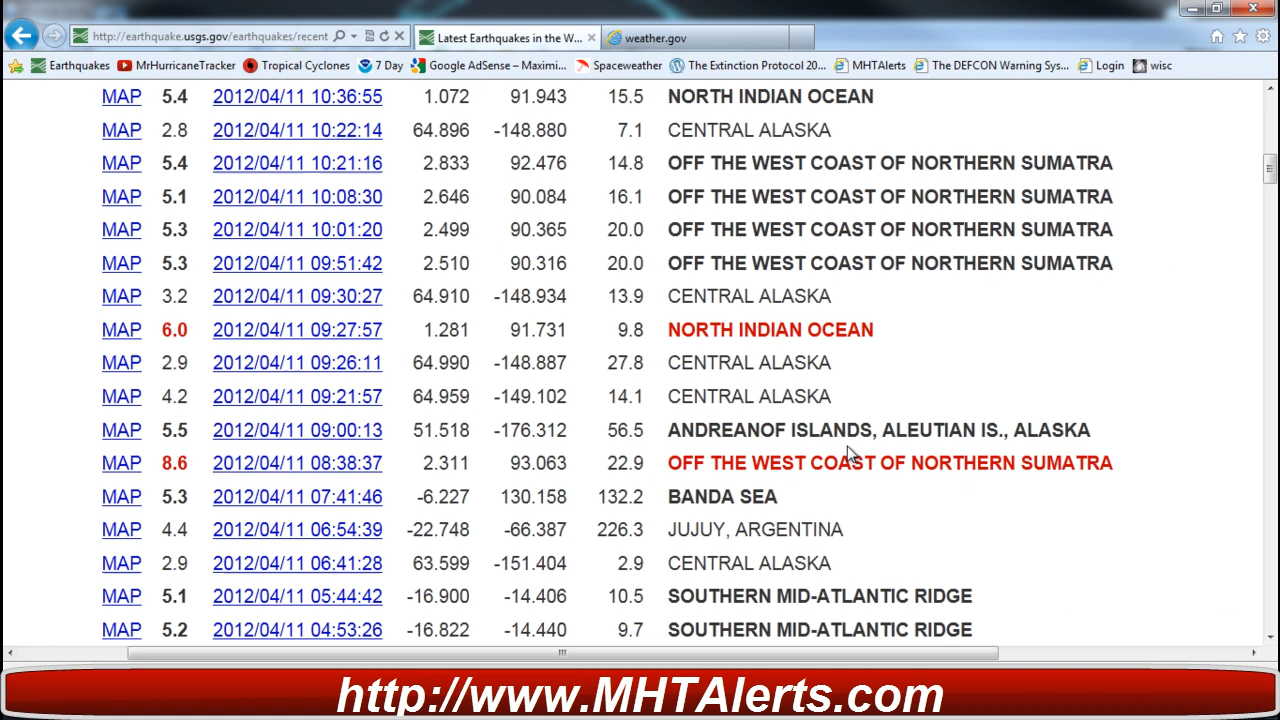 http://earthquake.usgs.gov/earthquakes/recent
Latest Earthquakes in the W...
weather.gov
Earthquakes MrHurricaneTracker Tropical Cyclones 7 Day Google AdSense – Maximi... Spaceweather The Extinction Protocol 20... MHTAlerts The DEFCON Warning Sys... Login wisc
MAP 5.4 2012/04/11 10:36:55 1.072 91.943 15.5 NORTH INDIAN OCEAN
MAP 2.8 2012/04/11 10:22:14 64.896 -148.880 7.1 CENTRAL ALASKA
MAP 5.4 2012/04/11 10:21:16 2.833 92.476 14.8 OFF THE WEST COAST OF NORTHERN SUMATRA
MAP 5.1 2012/04/11 10:08:30 2.646 90.084 16.1 OFF THE WEST COAST OF NORTHERN SUMATRA
MAP 5.3 2012/04/11 10:01:20 2.499 90.365 20.0 OFF THE WEST COAST OF NORTHERN SUMATRA
MAP 5.3 2012/04/11 09:51:42 2.510 90.316 20.0 OFF THE WEST COAST OF NORTHERN SUMATRA
MAP 3.2 2012/04/11 09:30:27 64.910 -148.934 13.9 CENTRAL ALASKA
MAP 6.0 2012/04/11 09:27:57 1.281 91.731 9.8 NORTH INDIAN OCEAN
MAP 2.9 2012/04/11 09:26:11 64.990 -148.887 27.8 CENTRAL ALASKA
MAP 4.2 2012/04/11 09:21:57 64.959 -149.102 14.1 CENTRAL ALASKA
MAP 5.5 2012/04/11 09:00:13 51.518 -176.312 56.5 ANDREANOF ISLANDS, ALEUTIAN IS., ALASKA
MAP 8.6 2012/04/11 08:38:37 2.311 93.063 22.9 OFF THE WEST COAST OF NORTHERN SUMATRA
MAP 5.3 2012/04/11 07:41:46 -6.227 130.158 132.2 BANDA SEA
MAP 4.4 2012/04/11 06:54:39 -22.748 -66.387 226.3 JUJUY, ARGENTINA
MAP 2.9 2012/04/11 06:41:28 63.599 -151.404 2.9 CENTRAL ALASKA
MAP 5.1 2012/04/11 05:44:42 -16.900 -14.406 10.5 SOUTHERN MID-ATLANTIC RIDGE
MAP 5.2 2012/04/11 04:53:26 -16.822 -14.440 9.7 SOUTHERN MID-ATLANTIC RIDGE
http://www.MHTAlerts.com